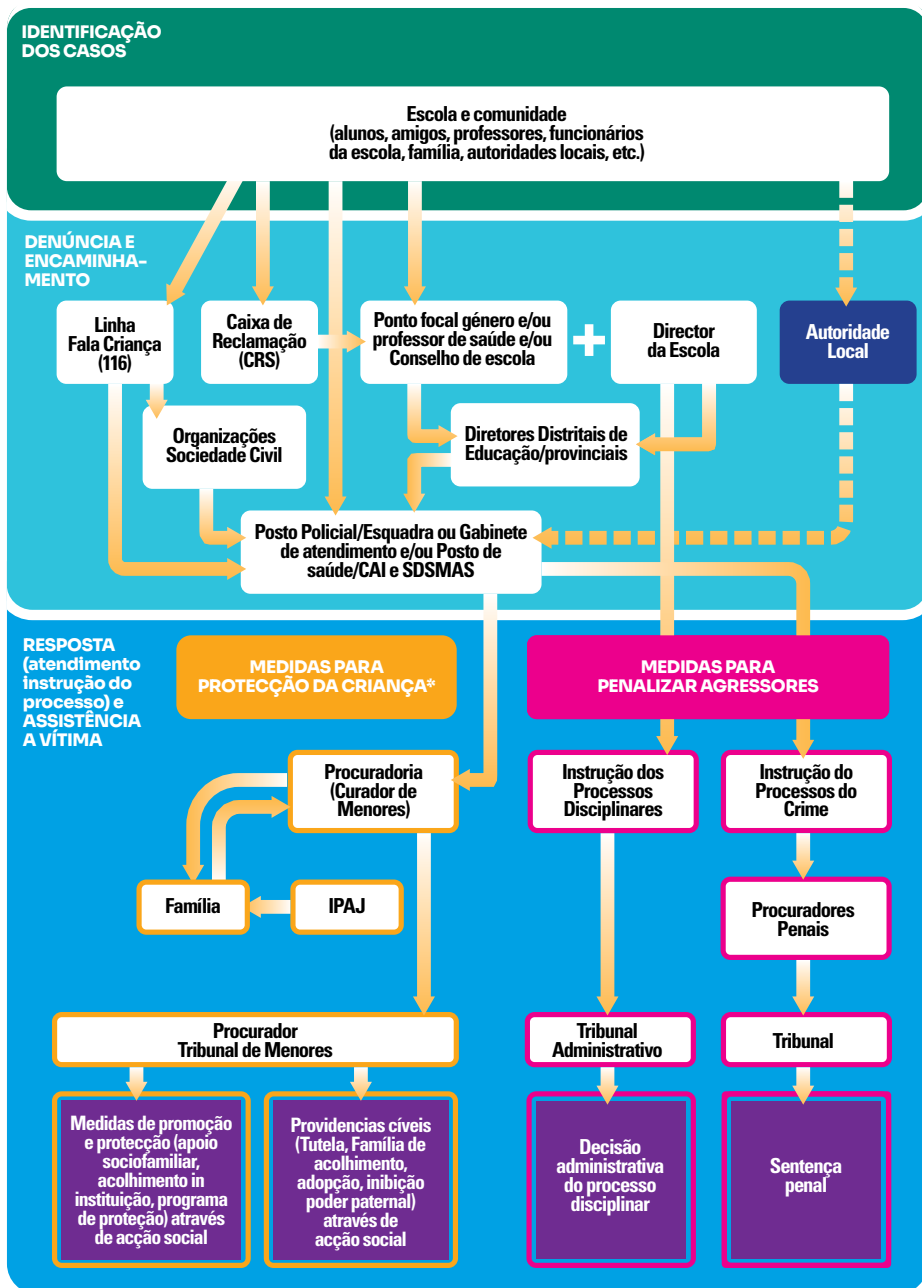 IDENTIFICAÇÃO
DOS CASOS
Escola e comunidade
(alunos, amigos, professores, funcionários
da escola, família, autoridades locais, etc.)
DENÚNCIA E
ENCAMINHA-
MENTO
Linha
Fala Criança
(116)
Caixa de
Reclamação
(CRS)
Ponto focal género e/ou
professor de saúde e/ou
Conselho de escola
+
Director
da Escola
Autoridade
Local
Organizações
Sociedade Civil
Diretores Distritais de
Educação/provinciais
Posto Policial/Esquadra ou Gabinete
de atendimento e/ou Posto de
saúde/CAI e SDSMAS
RESPOSTA
(atendimento
instrução do
processo) e
ASSISTÊNCIA
A VÍTIMA
MEDIDAS PARA
PROTECÇÃO DA CRIANÇA*
MEDIDAS PARA
PENALIZAR AGRESSORES
Procuradoria
(Curador de
Menores)
Instrução dos
Processos
Disciplinares
Instrução do
Processos do
Crime
Família
IPAJ
Procuradores
Penais
Procurador
Tribunal de Menores
Tribunal
Administrativo
Tribunal
Medidas de promoção
e protecção (apoio
sociofamiliar,
acolhimento in
instituição, programa
de proteção) através
de acção social
Providencias cíveis
(Tutela, Família de
acolhimento,
adopção, inibição
poder paternal)
através de
acção social
Decisão
administrativa
do processo
disciplinar
Sentença
penal